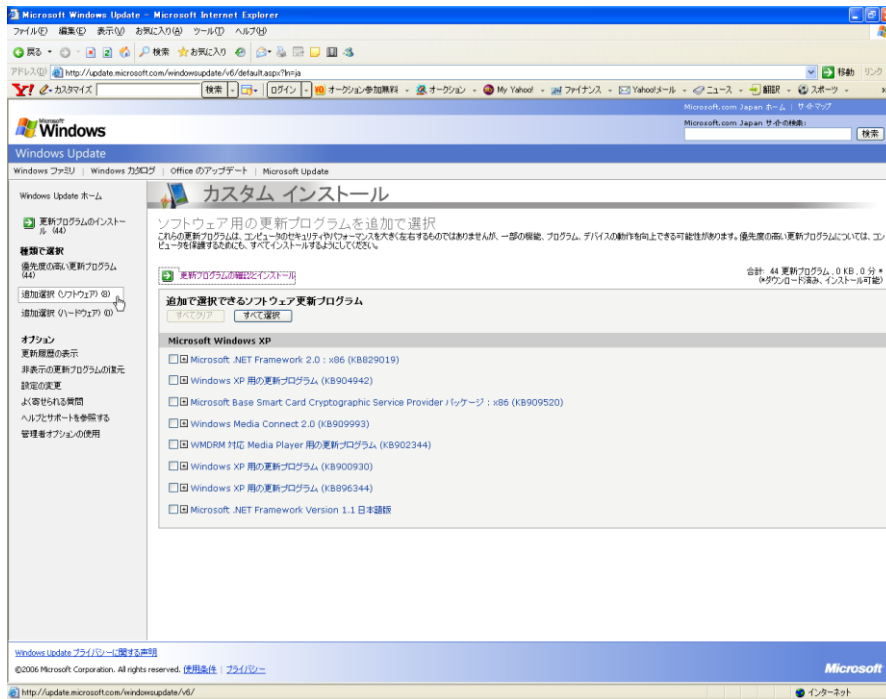 Microsoft Windows Update - Microsoft Internet Explorer
ファイル(F) 編集(E) 表示(V) お気に入り(A) ツール(T) ヘルプ(H)
戻る 検索 お気に入り
アドレス(D) http://update.microsoft.com/windowsupdate/v6/default.aspx?ln=ja 移動 リンク
Y! カスタマイズ 検索 ログイン オークション参加無料 オークション My Yahoo! ファイナンス Yahoo!メール ニュース 翻訳 スポーツ
Microsoft.com Japan ホーム | サイトマップ
Microsoft Windows
Microsoft.com Japan サイトの検索:
検索
Windows Update
Windows ファミリ | Windows カタログ | Office のアップデート | Microsoft Update
Windows Update ホーム
更新プログラムのインストール (44)
種類で選択
優先度の高い更新プログラム (44)
追加選択 (ソフトウェア) (8)
追加選択 (ハードウェア) (0)
オプション
更新履歴の表示
非表示の更新プログラムの復元
設定の変更
よく寄せられる質問
ヘルプとサポートを参照する
管理者オプションの使用
カスタム インストール
ソフトウェア用の更新プログラムを追加で選択
これらの更新プログラムは、コンピュータのセキュリティやパフォーマンスを大きく左右するものではありませんが、一部の機能、プログラム、デバイスの動作を向上できる可能性があります。優先度の高い更新プログラムについては、コン
ピュータを保護するためにも、すべてインストールするようにしてください。
更新プログラムの確認とインストール
合計: 44 更新プログラム , 0 KB , 0 分 *
(*ダウンロード済み、インストール可能)
追加で選択できるソフトウェア更新プログラム
すべてクリア すべて選択
Microsoft Windows XP
Microsoft .NET Framework 2.0 : x86 (KB829019)
Windows XP 用の更新プログラム (KB904942)
Microsoft Base Smart Card Cryptographic Service Provider パッケージ : x86 (KB909520)
Windows Media Connect 2.0 (KB909993)
WMDRM 対応 Media Player 用の更新プログラム (KB902344)
Windows XP 用の更新プログラム (KB900930)
Windows XP 用の更新プログラム (KB896344)
Microsoft .NET Framework Version 1.1 日本語版
Windows Update プライバシーに関する声明
©2006 Microsoft Corporation. All rights reserved. 使用条件 | プライバシー
Microsoft
http://update.microsoft.com/windowsupdate/v6/ インターネット